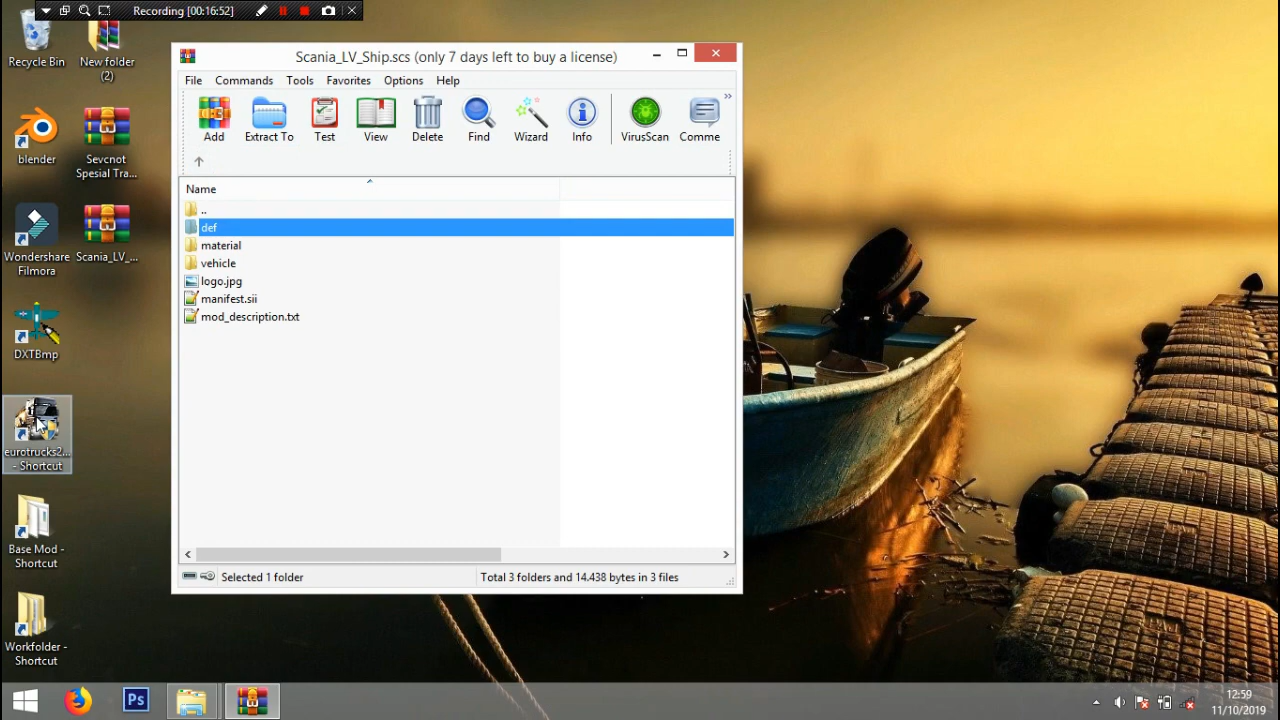 Recording [00:16:52]
Recycle Bin
New folder
(2)
blender
Sevcnot
Spesial Tra...
Wondershare
Filmora
Scania_LV_...
DXTBmp
eurotrucks2...
- Shortcut
Base Mod -
Shortcut
Workfolder -
Shortcut
Scania_LV_Ship.scs (only 7 days left to buy a license)
File Commands Tools Favorites Options Help
Add Extract To Test View Delete Find Wizard Info VirusScan Comme
Name
..
def
material
vehicle
logo.jpg
manifest.sii
mod_description.txt
Selected 1 folder
Total 3 folders and 14.438 bytes in 3 files
Ps
12:59
11/10/2019